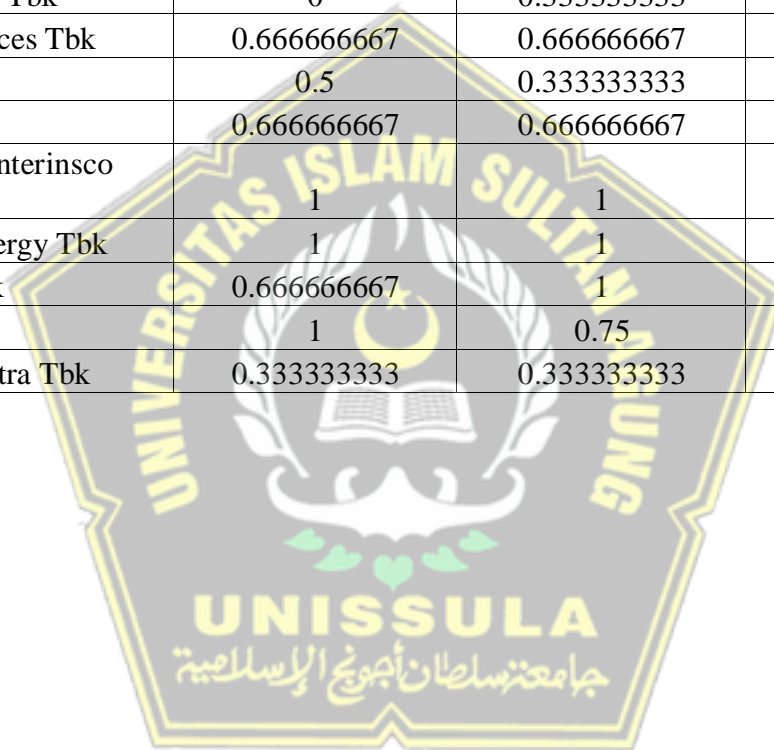 Tbk 0 0.333333333
ces Tbk 0.666666667 0.666666667
0.5 0.333333333
0.666666667 0.666666667
nterinsco
1 1
ergy Tbk 1 1
0.666666667 1
1 0.75
tra Tbk 0.333333333 0.333333333
UNIVERSITAS ISLAM SULTAN AGUNG
UNISSULA
جامعتسلطان أجونج الإسلامية